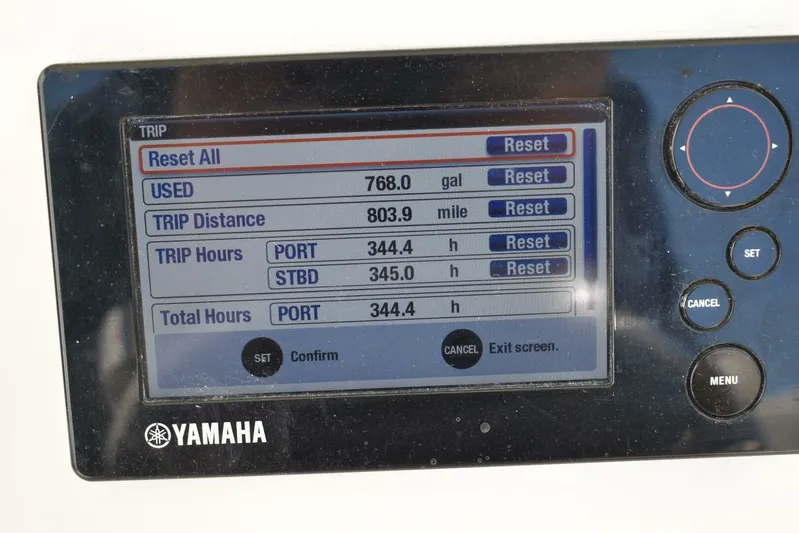 TRIP
Reset All Reset
USED 768.0 gal Reset
TRIP Distance 803.9 mile Reset
TRIP Hours PORT 344.4 h Reset
STBD 345.0 h Reset
Total Hours PORT 344.4 h
SET Confirm CANCEL Exit screen.
YAMAHA
SET
CANCEL
MENU